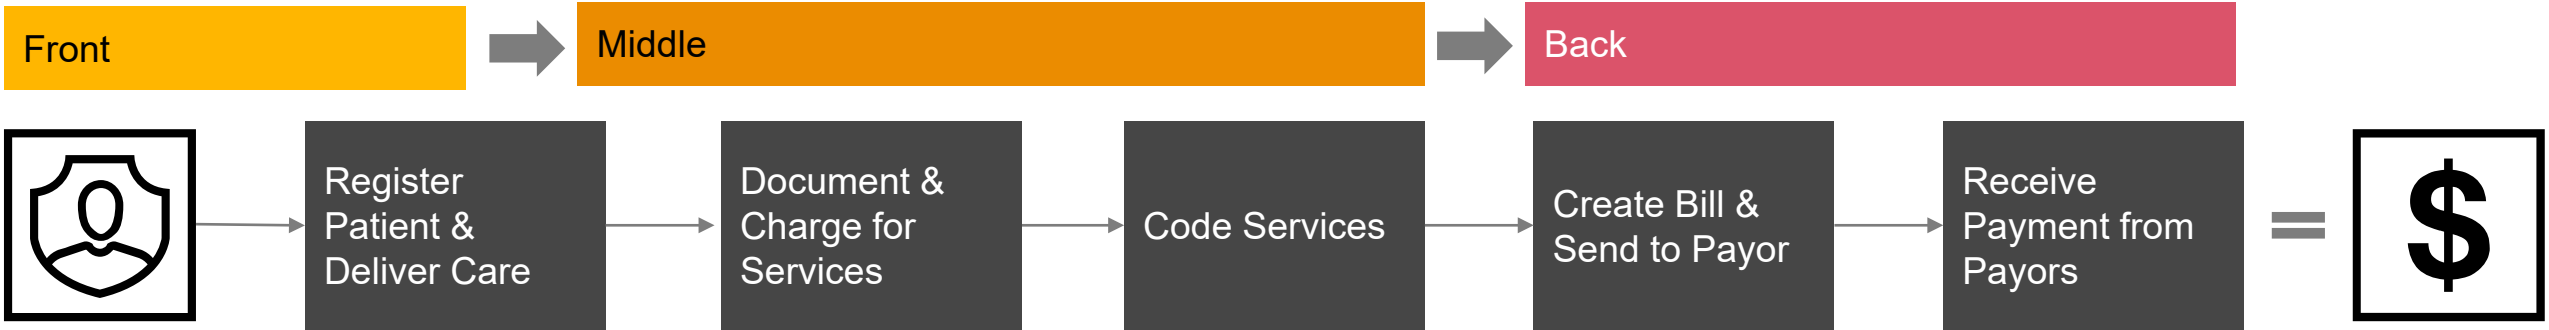 Front
Middle
Back
Register
Patient &
Deliver Care
Document &
Charge for
Services
Code Services
Create Bill &
Send to Payor
Receive
Payment from
Payors
=
$